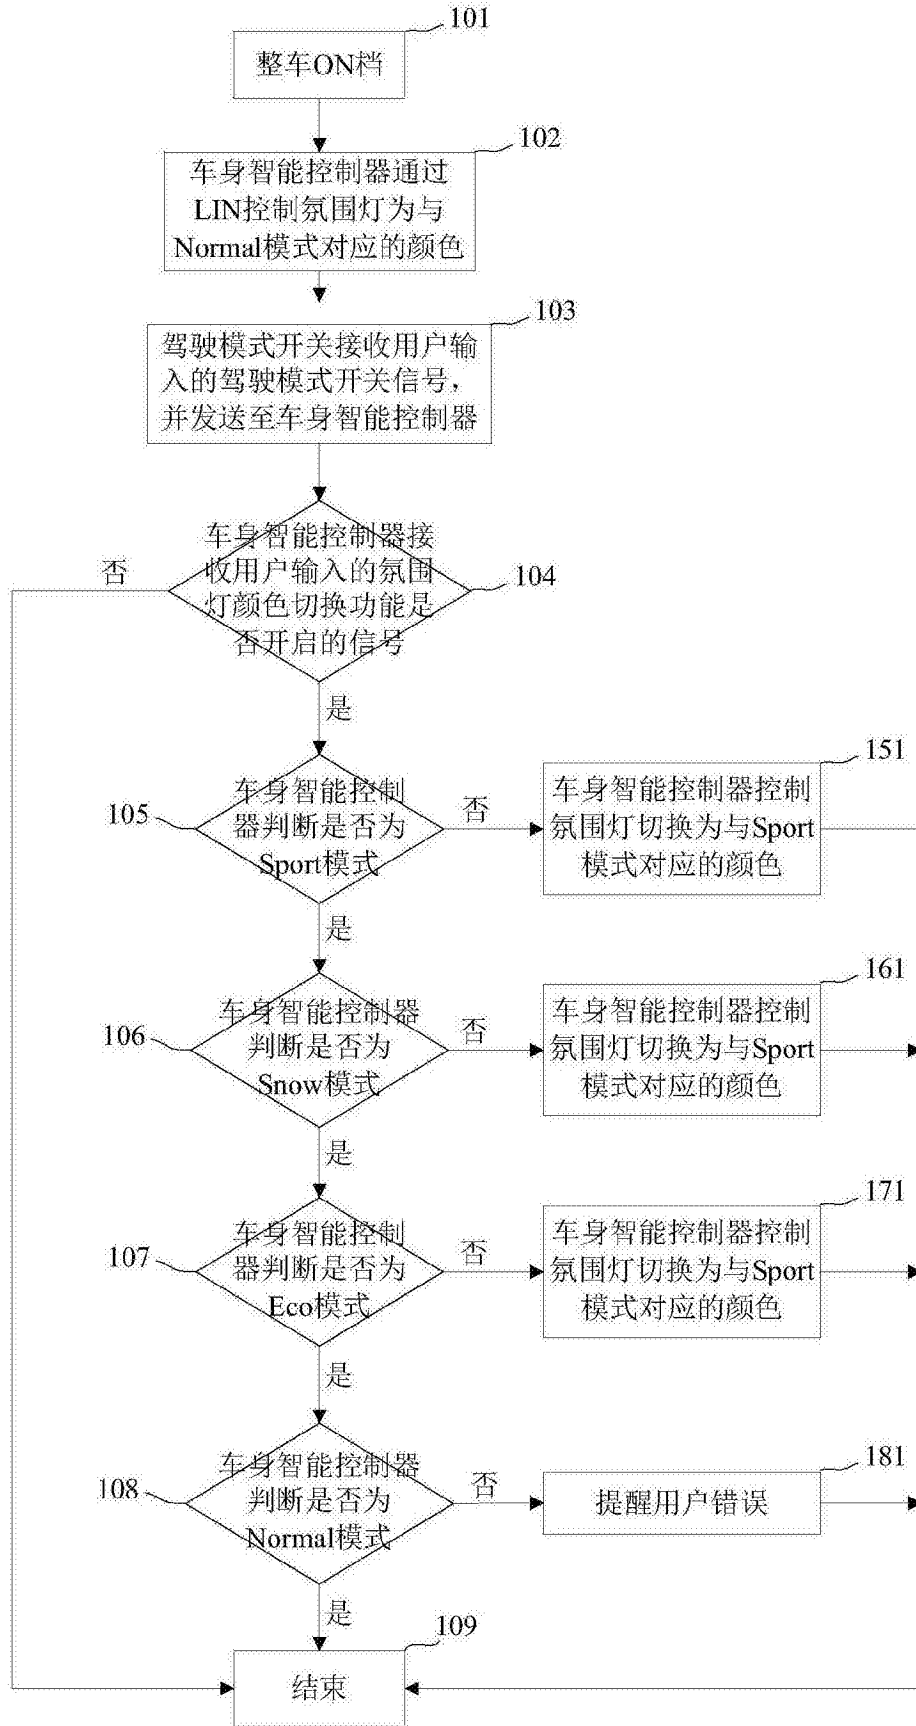 101
整车ON档
102
车身智能控制器通过
LIN控制氛围灯为与
Normal模式对应的颜色
103
驾驶模式开关接收用户输
入的驾驶模式开关信号，
并发送至车身智能控制器
车身智能控制器接
收用户输入的氛围
灯颜色切换功能是
否开启的信号
否
104
是
105
车身智能控制
器判断是否为
Sport模式
否
151
车身智能控制器控制
氛围灯切换为与Sport
模式对应的颜色
是
106
车身智能控制器
判断是否为
Snow模式
否
161
车身智能控制器控制
氛围灯切换为与Sport
模式对应的颜色
是
107
车身智能控制
器判断是否为
Eco模式
否
171
车身智能控制器控制
氛围灯切换为与Sport
模式对应的颜色
是
108
车身智能控制器
判断是否为
Normal模式
否
181
提醒用户错误
是
109
结束